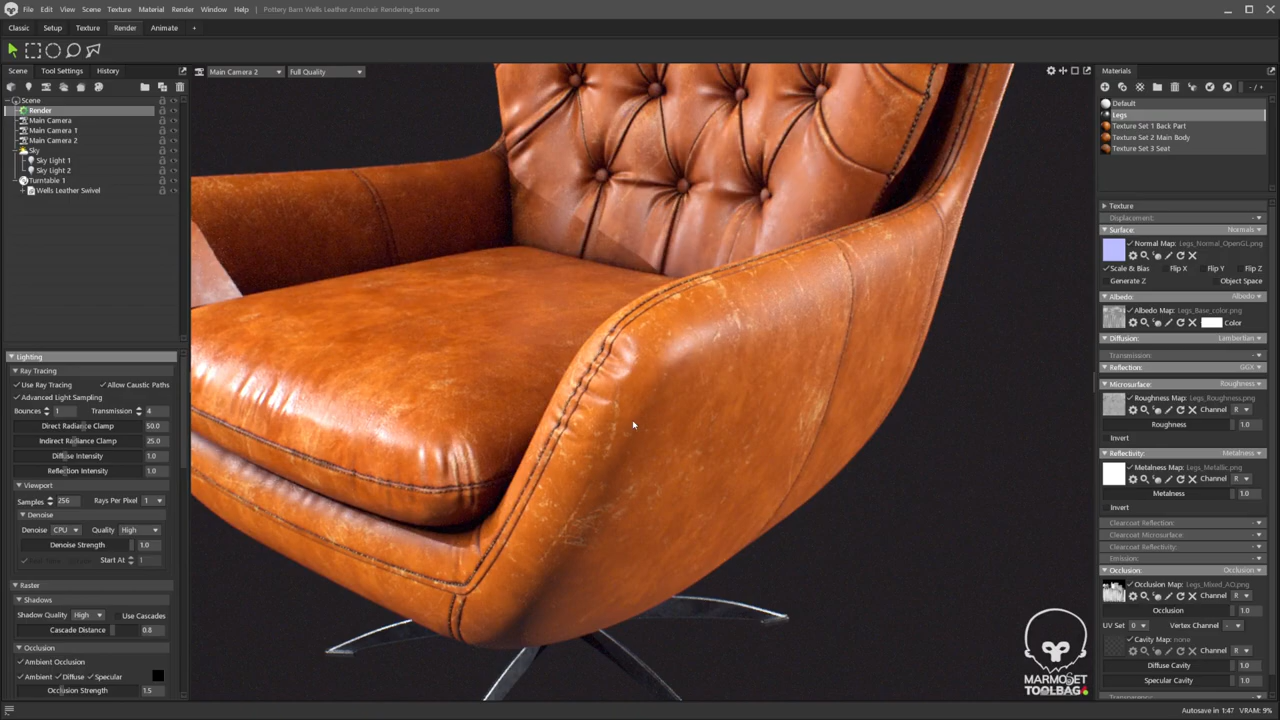 File Edit View Scene Texture Material Render Window Help Pottery Barn Wells Leather Armchair Rendering.tbscene
Classic Setup Texture Render Animate +
Scene Tool Settings History
Main Camera 2 Full Quality
Scene
Render
Main Camera
Main Camera 1
Main Camera 2
Sky
Sky Light 1
Sky Light 2
Turntable 1
Wells Leather Swivel
Lighting
Ray Tracing
Use Ray Tracing Allow Caustic Paths
Advanced Light Sampling
Bounces 1 Transmission 4
Direct Radiance Clamp 50.0
Indirect Radiance Clamp 25.0
Diffuse Intensity 1.0
Reflection Intensity 1.0
Viewport
Samples 256 Rays Per Pixel 1
Denoise
Denoise CPU Quality High
Denoise Strength 1.0
Start At 1
Raster
Shadows
Shadow Quality High Use Cascades
Cascade Distance 0.8
Occlusion
Ambient Occlusion
Ambient Diffuse Specular
Occlusion Strength 1.5
MARMOSET
TOOLBAG
Materials
Default
Legs
Texture Set 1 Back Part
Texture Set 2 Main Body
Texture Set 3 Seat
Texture
Displacement:
Surface: Normals
Normal Map: Legs_Normal_OpenGL.png
Scale & Bias Flip X Flip Y Flip Z
Generate Z Object Space
Albedo: Albedo
Albedo Map: Legs_Base_color.png
Color
Diffusion: Lambertian
Transmission:
Reflection: GGX
Microsurface: Roughness
Roughness Map: Legs_Roughness.png
Channel R
Roughness 1.0
Invert
Reflectivity: Metalness
Metalness Map: Legs_Metallic.png
Channel R
Metalness 1.0
Invert
Clearcoat Reflection:
Clearcoat Microsurface:
Clearcoat Reflectivity:
Emission:
Occlusion: Occlusion
Occlusion Map: Legs_Mixed_AO.png
Channel R
Occlusion 1.0
UV Set 0 Vertex Channel -
Cavity Map: none
Channel R
Diffuse Cavity 1.0
Specular Cavity 1.0
Transparency:
Autosave in 1:47 VRAM: 9%